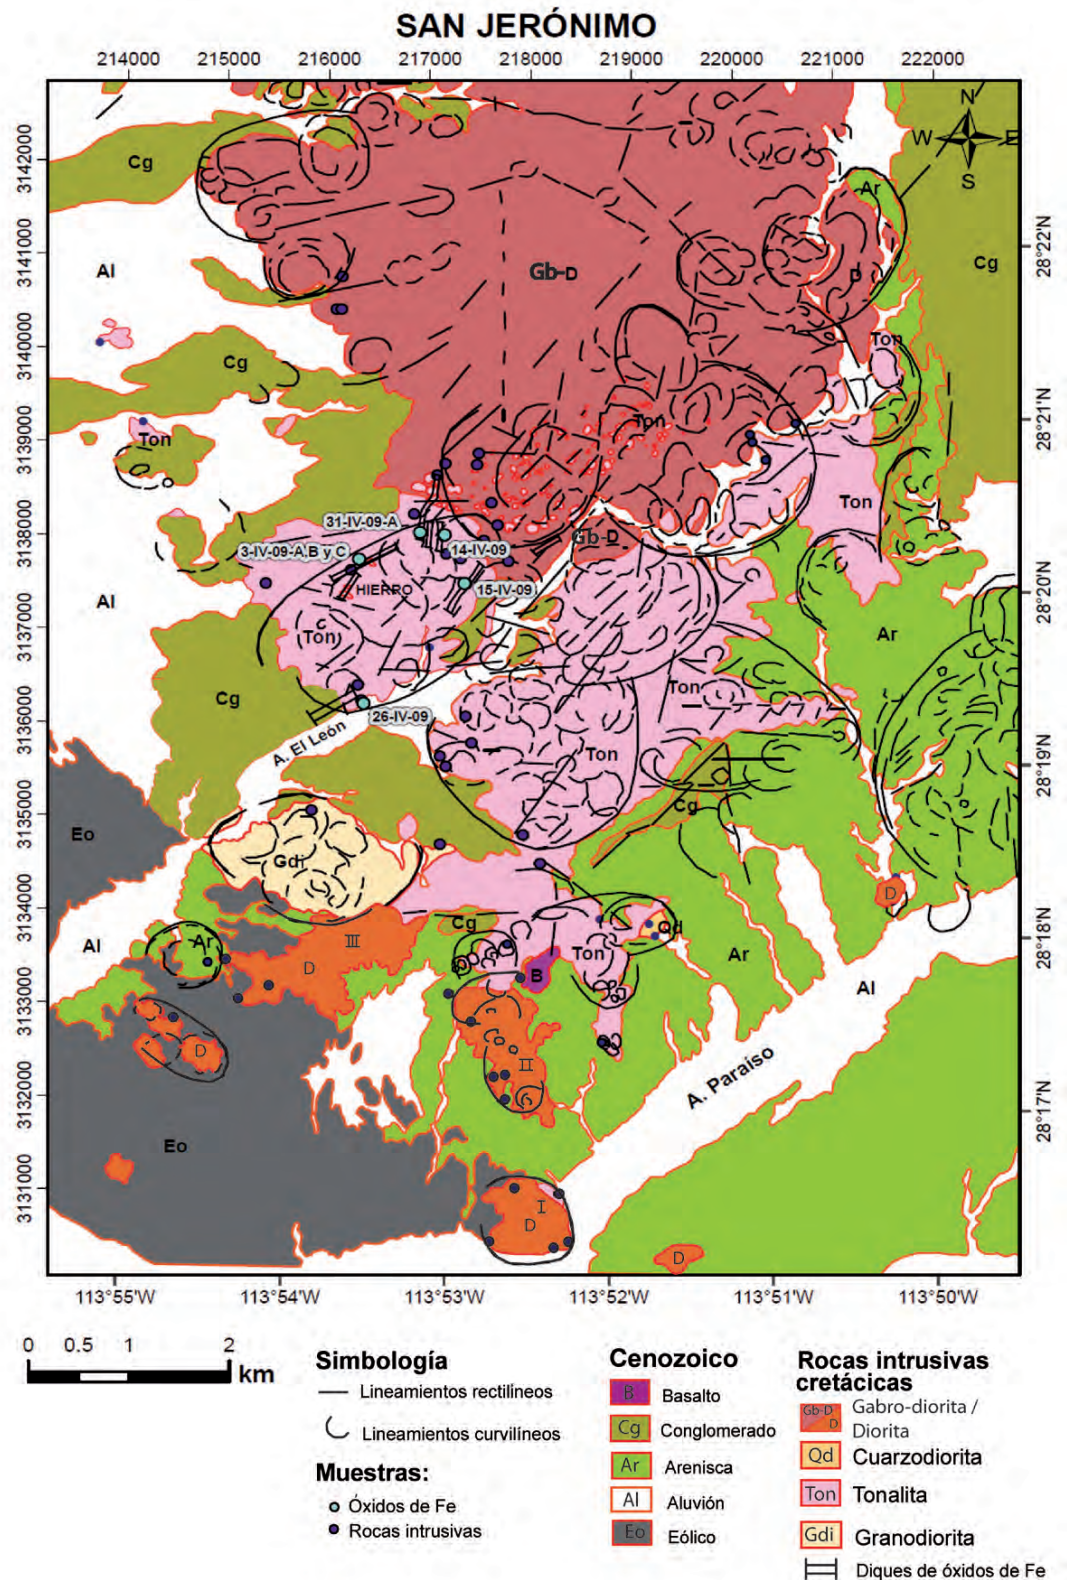 SAN JERÓNIMO
214000 215000 216000 217000 218000 219000 220000 221000 222000
N
W E
S
3142000
3141000
3140000
3139000
3138000
3137000
3136000
3135000
3134000
3133000
3132000
3131000
28°22'N
28°21'N
28°20'N
28°19'N
28°18'N
28°17'N
Cg
Ar
Al
Gb-D
D
Cg
Ton
Cg
Ton
Ton
Ton
31-IV-09-A
Gb-D
3-IV-09-A,B y C
14-IV-09
HIERRO
15-IV-09
Al
Ton
Ar
Ton
Cg
26-IV-09
A. El León
Ton
Cg
Eo
Gdi
D
Cg
Qd
Al
Ar
III
D
Ton
Ar
B
Al
D
II
A. Paraíso
Eo
I
D
D
113°55'W 113°54'W 113°53'W 113°52'W 113°51'W 113°50'W
0 0.5 1 2
km
Simbología
Lineamientos rectilíneos
Lineamientos curvilíneos
Muestras:
Óxidos de Fe
Rocas intrusivas
Cenozoico
B Basalto
Cg Conglomerado
Ar Arenisca
Al Aluvión
Eo Eólico
Rocas intrusivas
cretácicas
Gb-D D Gabro-diorita /
Diorita
Qd Cuarzodiorita
Ton Tonalita
Gdi Granodiorita
Diques de óxidos de Fe